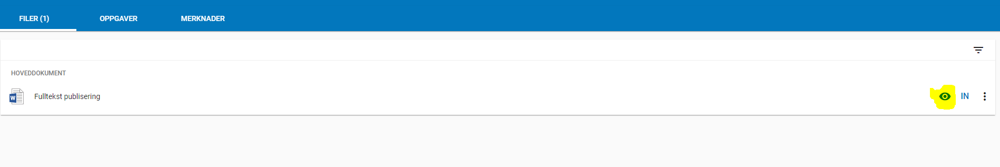 FILER (1) OPPGAVER MERKNADER
HOVEDDOKUMENT
W Fulltekst publisering IN